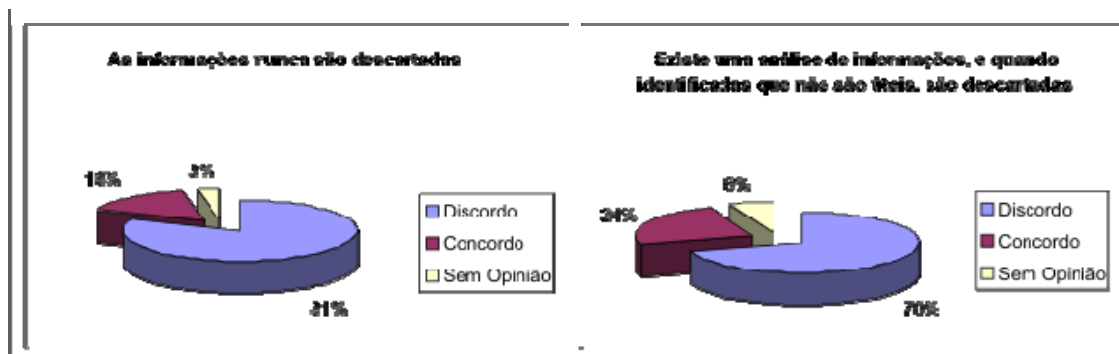 As informações nunca são descartadas
3%
Discordo
Concordo
Sem Opinião
81%
Existe uma análise de informações, e quando
identificados que não são úteis, são descartadas
6%
24%
Discordo
Concordo
Sem Opinião
70%